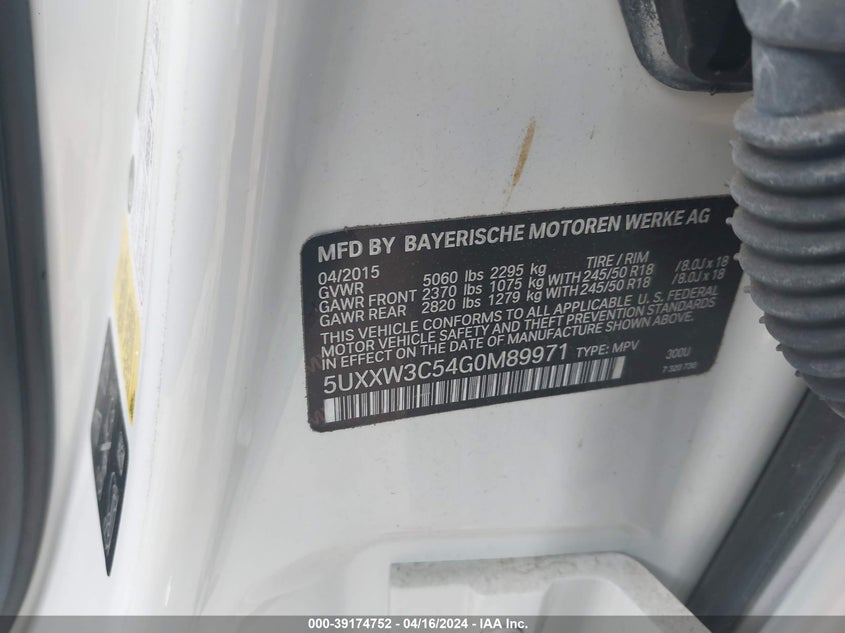 MFD BY BAYERISCHE MOTOREN WERKE AG
04/2015 TIRE / RIM
GVWR 5060 lbs 2295 kg
GAWR FRONT 2370 lbs 1075 kg WITH 245/50 R18 /8.0J x 18
GAWR REAR 2820 lbs 1279 kg WITH 245/50 R18 /8.0J x 18
THIS VEHICLE CONFORMS TO ALL APPLICABLE U. S. FEDERAL
MOTOR VEHICLE SAFETY AND THEFT PREVENTION STANDARDS
IN EFFECT ON THE DATE OF MANUFACTURE SHOWN ABOVE.
5UXXW3C54G0M89971 TYPE: MPV 300U
7 320 730
000-39174752 - 04/16/2024 - IAA Inc.